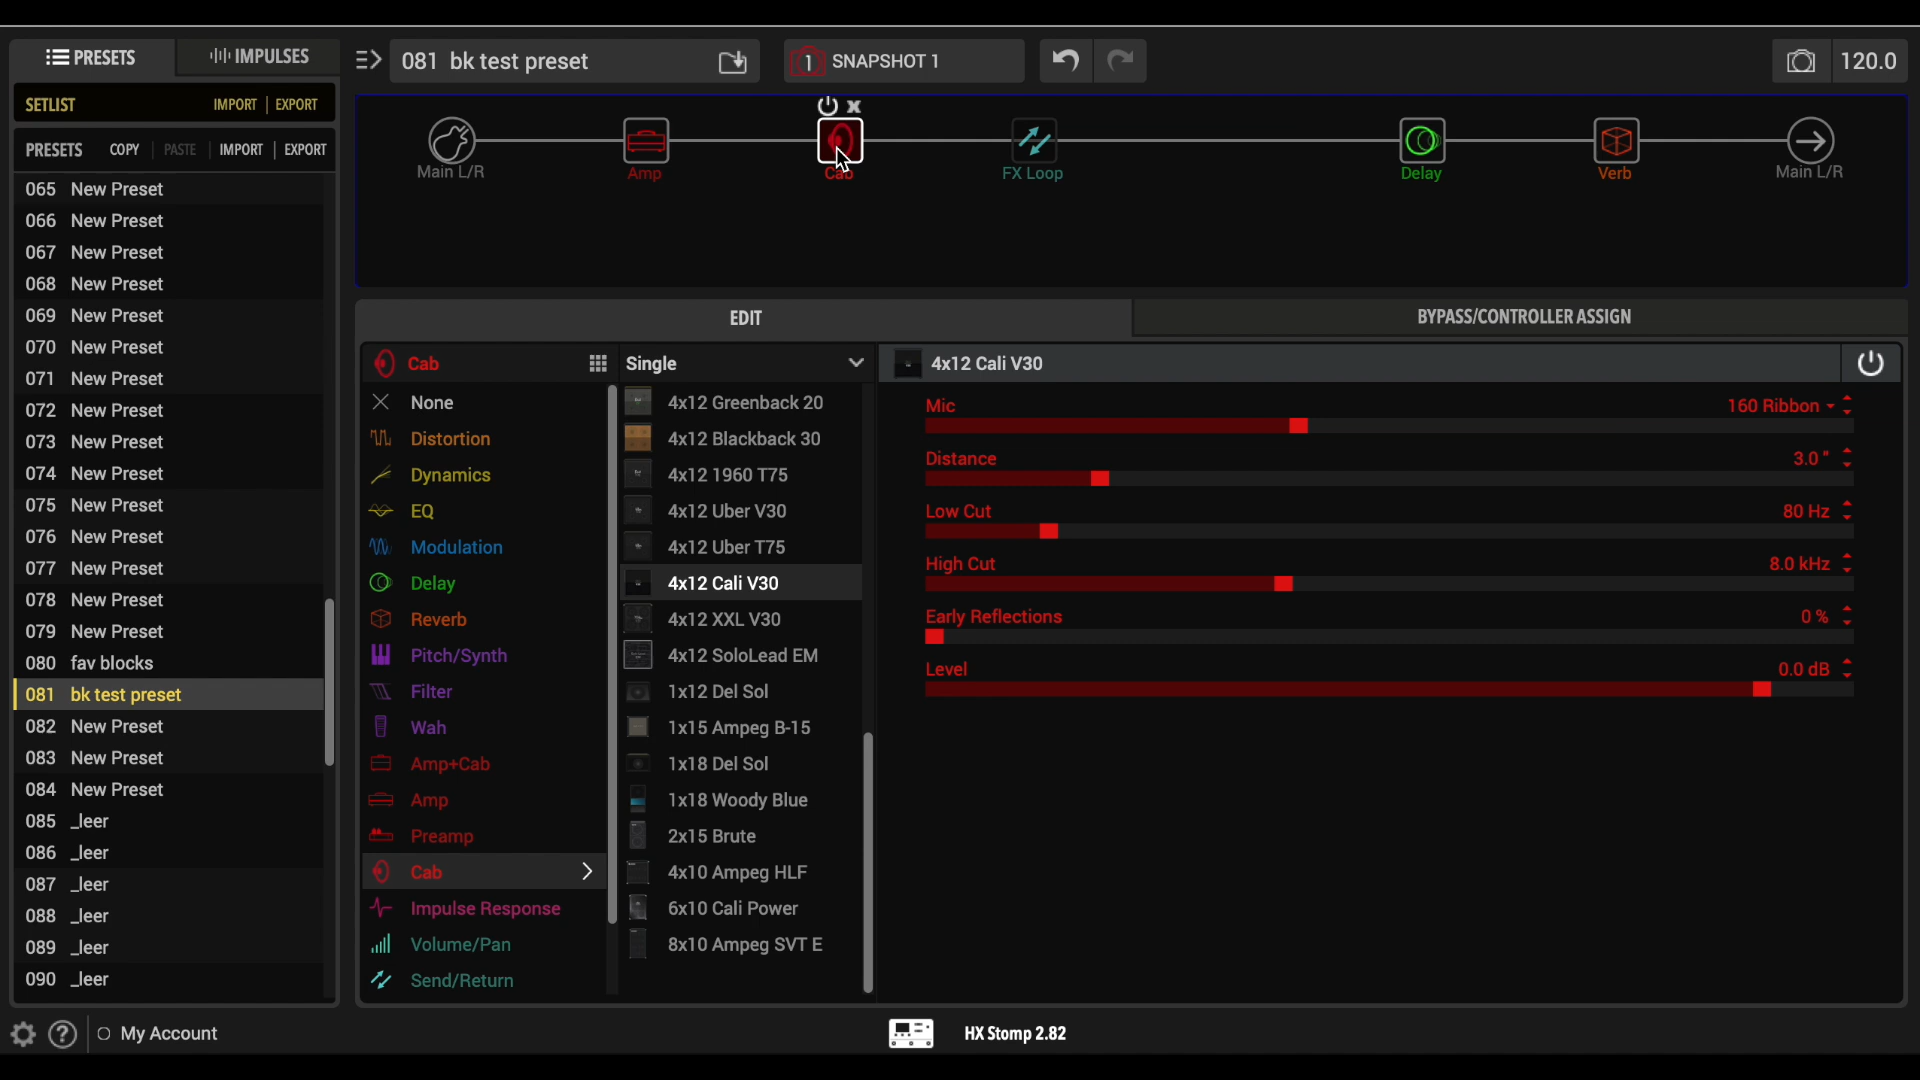 PRESETS
IMPULSES
081 bk test preset
1 SNAPSHOT 1
120.0
SETLIST IMPORT EXPORT
PRESETS COPY PASTE IMPORT EXPORT
065 New Preset
066 New Preset
067 New Preset
068 New Preset
069 New Preset
070 New Preset
071 New Preset
072 New Preset
073 New Preset
074 New Preset
075 New Preset
076 New Preset
077 New Preset
078 New Preset
079 New Preset
080 fav blocks
081 bk test preset
082 New Preset
083 New Preset
084 New Preset
085 _leer
086 _leer
087 _leer
088 _leer
089 _leer
090 _leer
x
Main L/R
Amp
Cab
FX Loop
Delay
Verb
Main L/R
EDIT
BYPASS/CONTROLLER ASSIGN
Cab
None
Distortion
Dynamics
EQ
Modulation
Delay
Reverb
Pitch/Synth
Filter
Wah
Amp+Cab
Amp
Preamp
Cab
Impulse Response
Volume/Pan
Send/Return
Single
4x12 Greenback 20
4x12 Blackback 30
4x12 1960 T75
4x12 Uber V30
4x12 Uber T75
4x12 Cali V30
4x12 XXL V30
4x12 SoloLead EM
1x12 Del Sol
1x15 Ampeg B-15
1x18 Del Sol
1x18 Woody Blue
2x15 Brute
4x10 Ampeg HLF
6x10 Cali Power
8x10 Ampeg SVT E
4x12 Cali V30
Mic 160 Ribbon
Distance 3.0 "
Low Cut 80 Hz
High Cut 8.0 kHz
Early Reflections 0 %
Level 0.0 dB
? My Account
HX Stomp 2.82